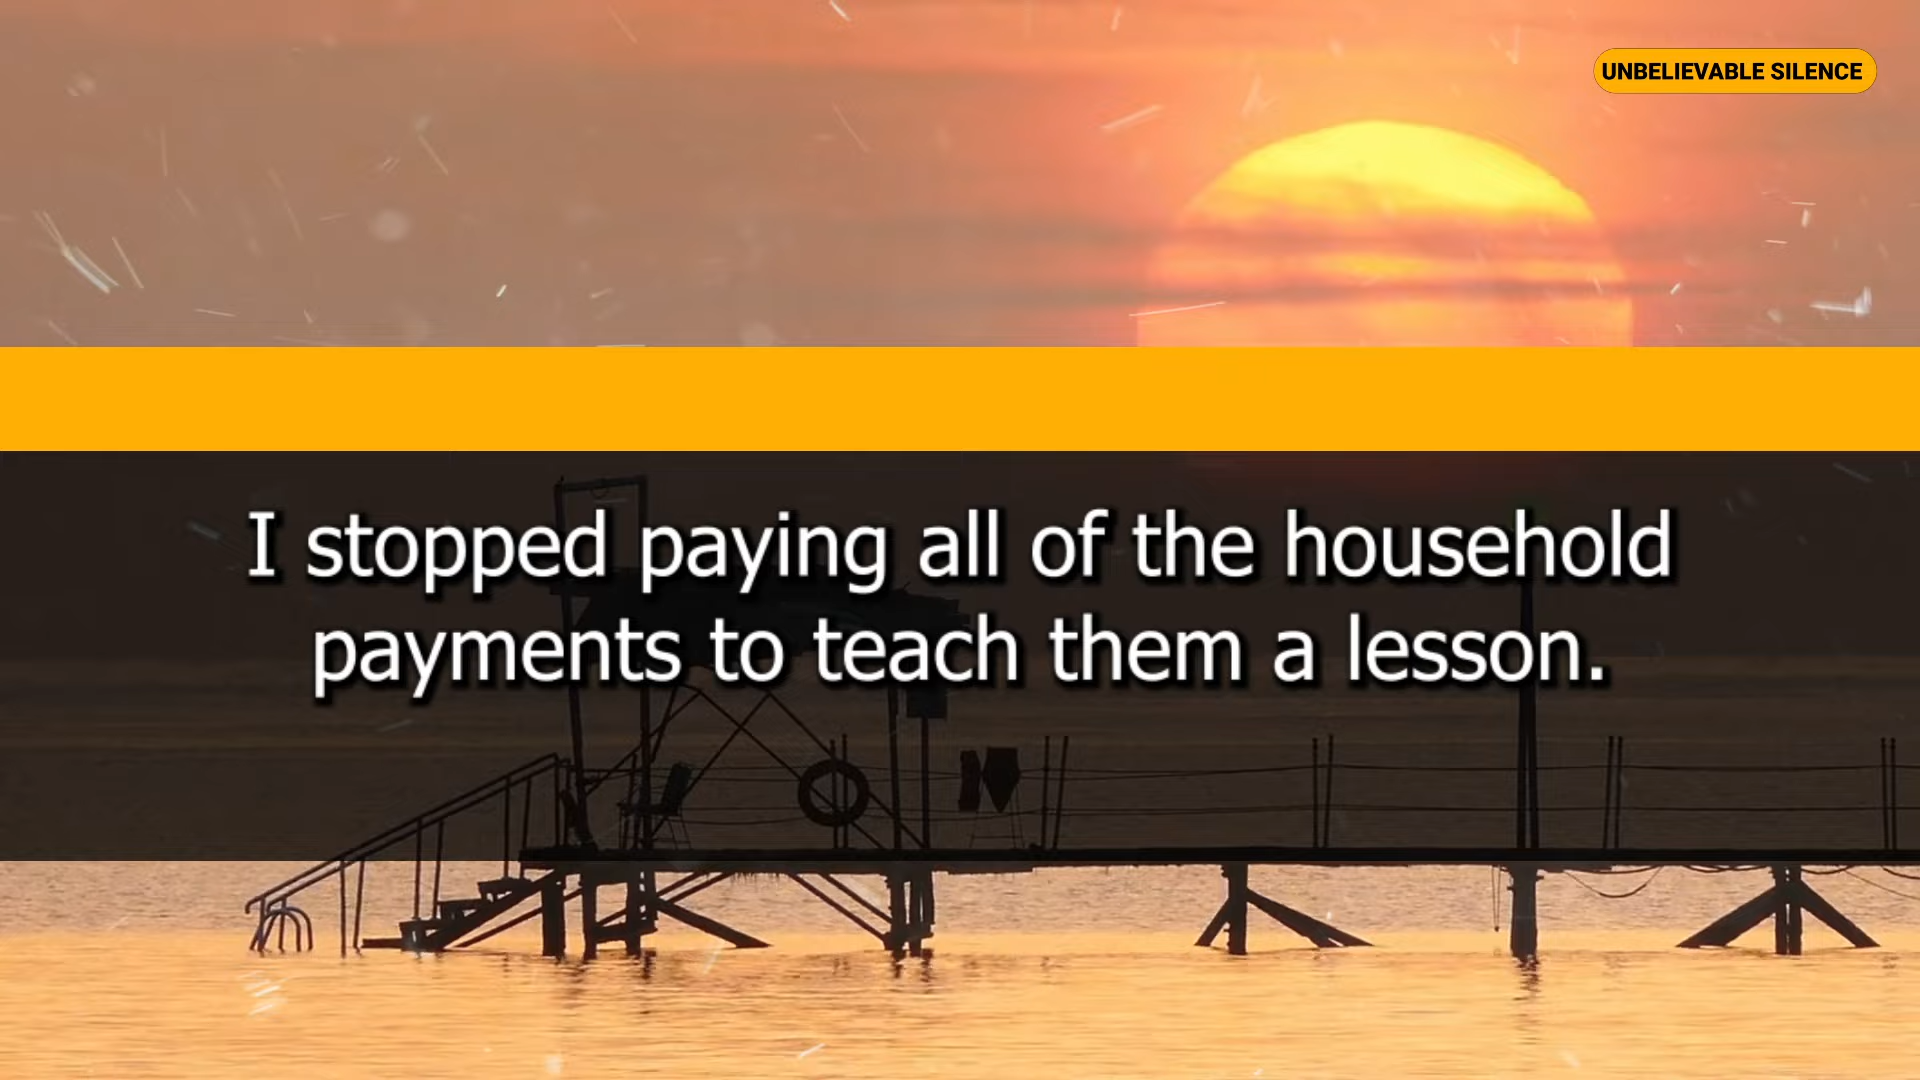 UNBELIEVABLE SILENCE
I stopped paying all of the household
payments to teach them a lesson.